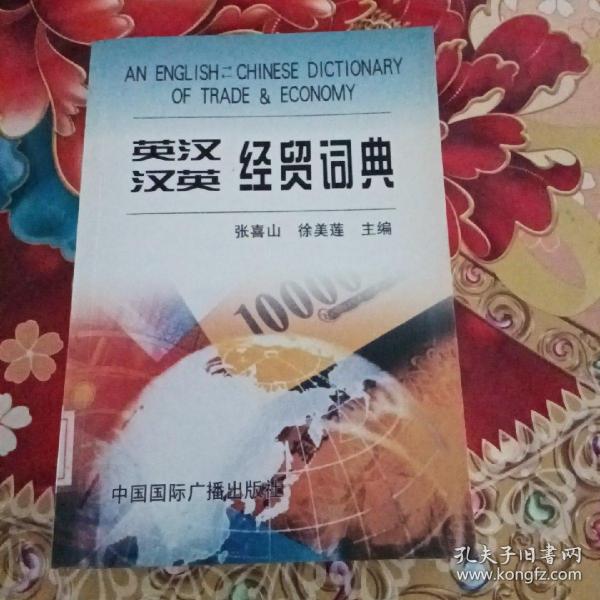 AN ENGLISH⇌CHINESE DICTIONARY
OF TRADE & ECONOMY
英汉
汉英 经贸词典
张喜山 徐美莲 主编
10000
中国国际广播出版社
孔夫子旧书网
www.kongfz.com